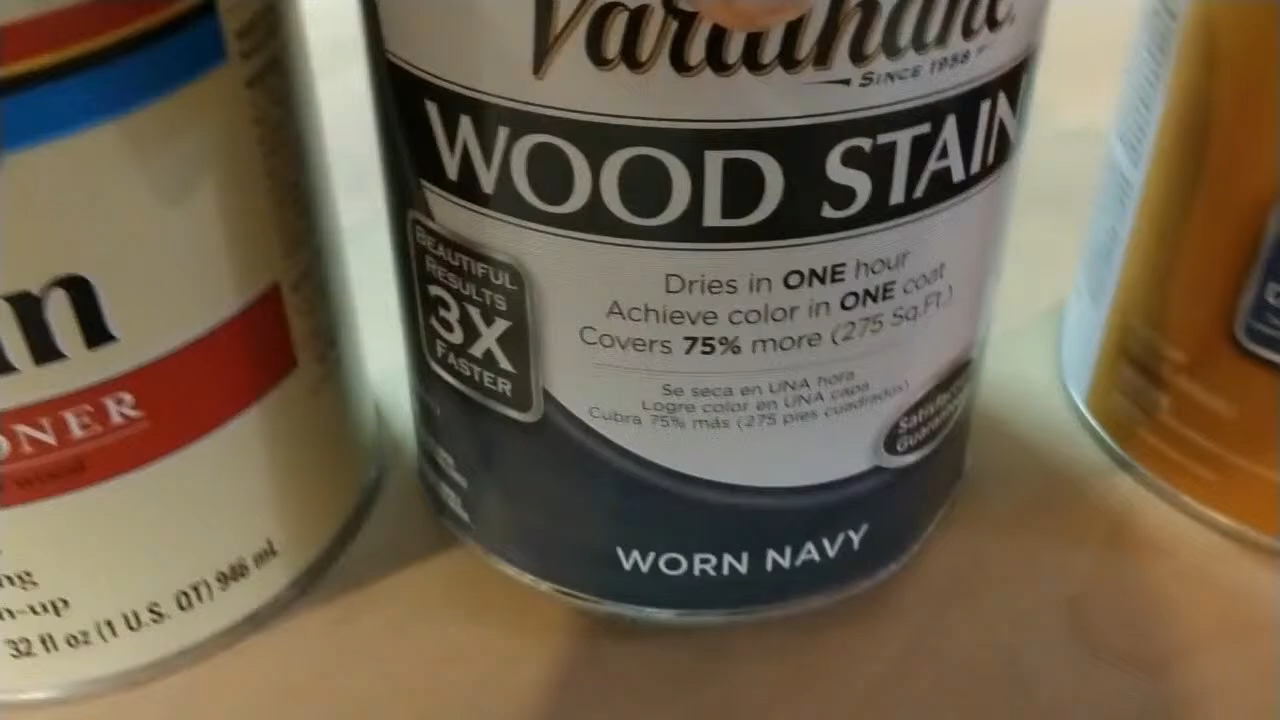 Varathane
SINCE 1958
WOOD STAIN
BEAUTIFUL
RESULTS
3X
FASTER
Dries in ONE hour
Achieve color in ONE coat
Covers 75% more (275 Sq.Ft.)
Se seca en UNA hora
Logre color en UNA capa
Cubra 75% más (275 pies cuadrados)
WORN NAVY
32 fl oz (1 U.S. QT) 946 mL